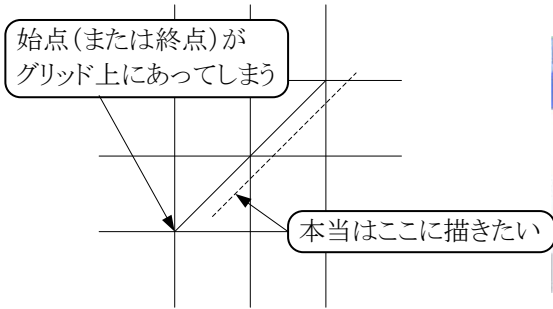 始点(または終点)が
グリッド上にあってしまう
本当はここに描きたい